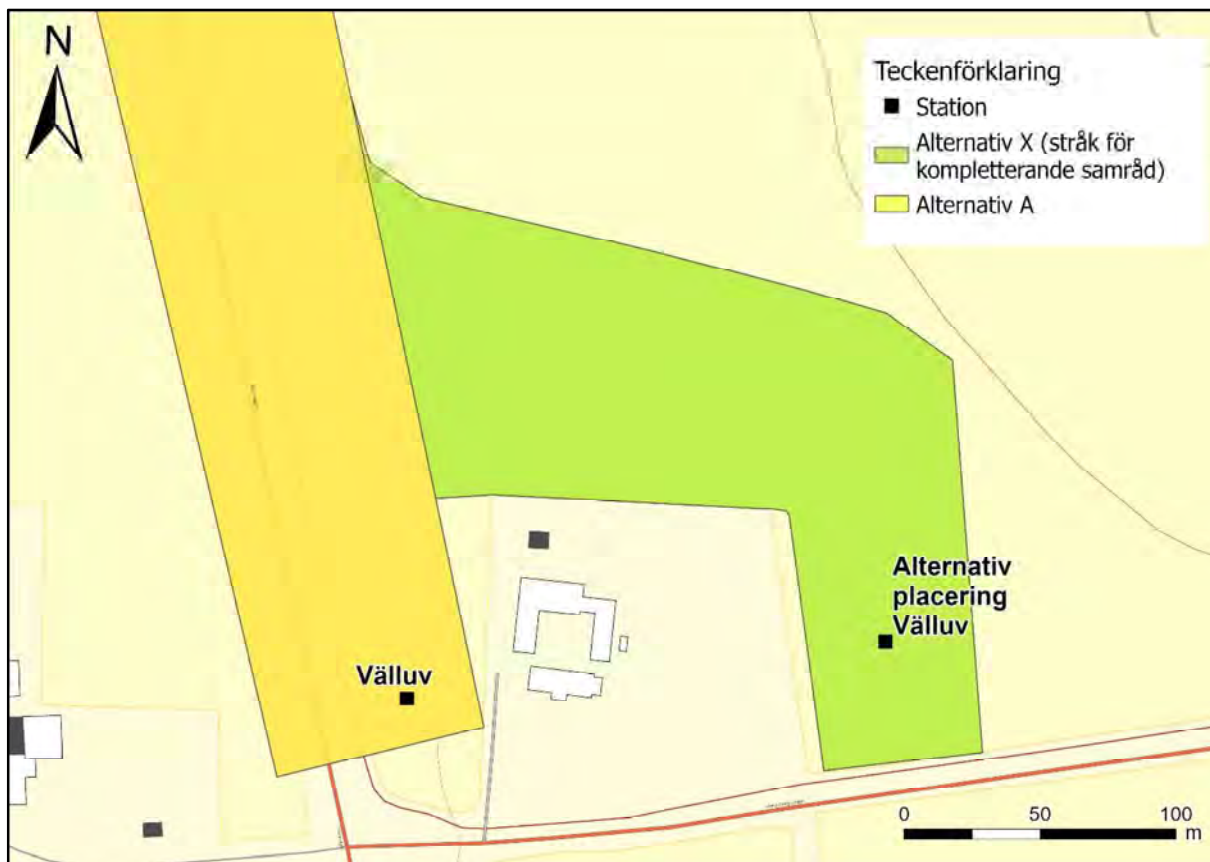 N
Teckenförklaring
Station
Alternativ X (stråk för
kompletterande samråd)
Alternativ A
Alternativ
placering
Välluv
Välluv
0 50 100
m